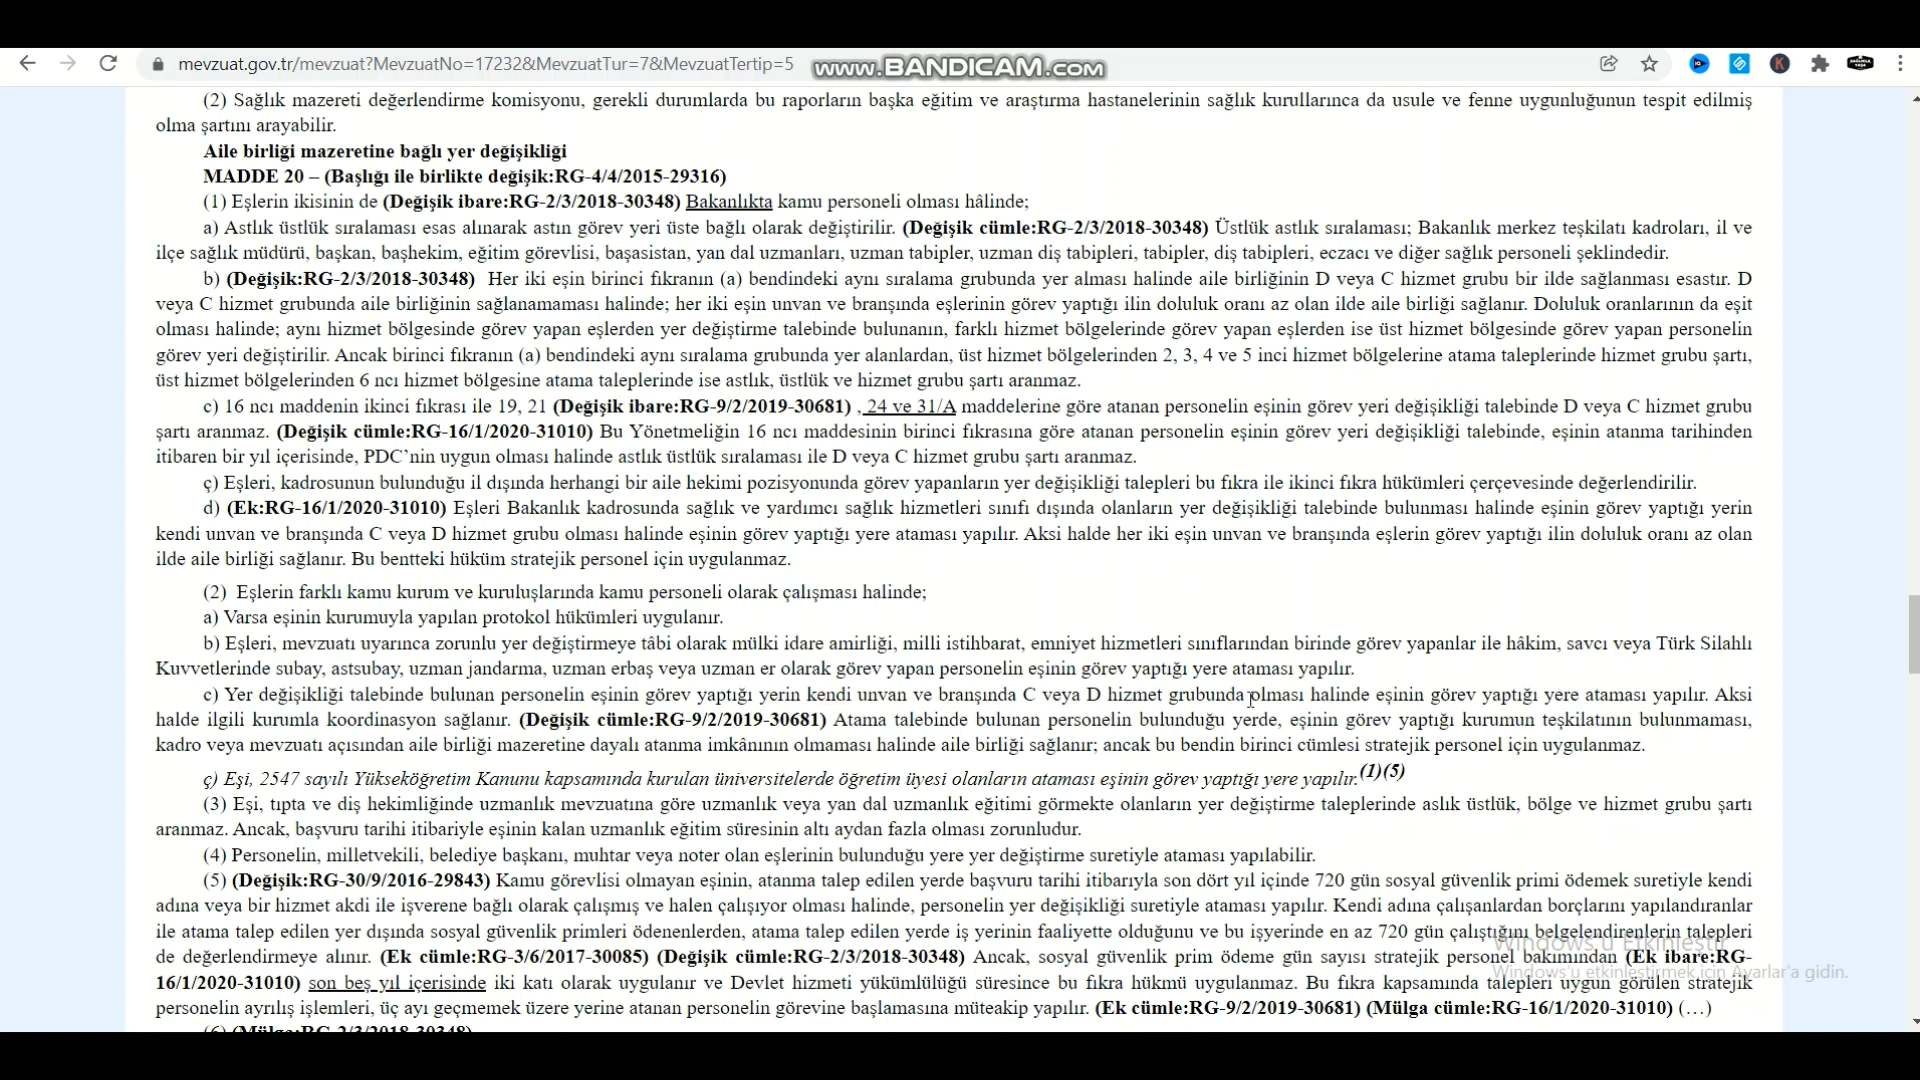 mevzuat.gov.tr/mevzuat?MevzuatNo=17232&MevzuatTur=7&MevzuatTertip=5
www.BANDICAM.com
(2) Sağlık mazereti değerlendirme komisyonu, gerekli durumlarda bu raporların başka eğitim ve araştırma hastanelerinin sağlık kurullarınca da usule ve fenne uygunluğunun tespit edilmiş
olma şartını arayabilir.
Aile birliği mazeretine bağlı yer değişikliği
MADDE 20 – (Başlığı ile birlikte değişik:RG-4/4/2015-29316)
(1) Eşlerin ikisinin de (Değişik ibare:RG-2/3/2018-30348) Bakanlıkta kamu personeli olması hâlinde;
a) Astlık üstlük sıralaması esas alınarak astın görev yeri üste bağlı olarak değiştirilir. (Değişik cümle:RG-2/3/2018-30348) Üstlük astlık sıralaması; Bakanlık merkez teşkilatı kadroları, il ve
ilçe sağlık müdürü, başkan, başhekim, eğitim görevlisi, başasistan, yan dal uzmanları, uzman tabipler, uzman diş tabipleri, tabipler, diş tabipleri, eczacı ve diğer sağlık personeli şeklindedir.
b) (Değişik:RG-2/3/2018-30348) Her iki eşin birinci fıkranın (a) bendindeki aynı sıralama grubunda yer alması halinde aile birliğinin D veya C hizmet grubu bir ilde sağlanması esastır. D
veya C hizmet grubunda aile birliğinin sağlanamaması halinde; her iki eşin unvan ve branşında eşlerinin görev yaptığı ilin doluluk oranı az olan ilde aile birliği sağlanır. Doluluk oranlarının da eşit
olması halinde; aynı hizmet bölgesinde görev yapan eşlerden yer değiştirme talebinde bulunanın, farklı hizmet bölgelerinde görev yapan eşlerden ise üst hizmet bölgesinde görev yapan personelin
görev yeri değiştirilir. Ancak birinci fıkranın (a) bendindeki aynı sıralama grubunda yer alanlardan, üst hizmet bölgelerinden 2, 3, 4 ve 5 inci hizmet bölgelerine atama taleplerinde hizmet grubu şartı,
üst hizmet bölgelerinden 6 ncı hizmet bölgesine atama taleplerinde ise astlık, üstlük ve hizmet grubu şartı aranmaz.
c) 16 ncı maddenin ikinci fıkrası ile 19, 21 (Değişik ibare:RG-9/2/2019-30681) , 24 ve 31/A maddelerine göre atanan personelin eşinin görev yeri değişikliği talebinde D veya C hizmet grubu
şartı aranmaz. (Değişik cümle:RG-16/1/2020-31010) Bu Yönetmeliğin 16 ncı maddesinin birinci fıkrasına göre atanan personelin eşinin görev yeri değişikliği talebinde, eşinin atanma tarihinden
itibaren bir yıl içerisinde, PDC’nin uygun olması halinde astlık üstlük sıralaması ile D veya C hizmet grubu şartı aranmaz.
ç) Eşleri, kadrosunun bulunduğu il dışında herhangi bir aile hekimi pozisyonunda görev yapanların yer değişikliği talepleri bu fıkra ile ikinci fıkra hükümleri çerçevesinde değerlendirilir.
d) (Ek:RG-16/1/2020-31010) Eşleri Bakanlık kadrosunda sağlık ve yardımcı sağlık hizmetleri sınıfı dışında olanların yer değişikliği talebinde bulunması halinde eşinin görev yaptığı yerin
kendi unvan ve branşında C veya D hizmet grubu olması halinde eşinin görev yaptığı yere ataması yapılır. Aksi halde her iki eşin unvan ve branşında eşlerin görev yaptığı ilin doluluk oranı az olan
ilde aile birliği sağlanır. Bu bentteki hüküm stratejik personel için uygulanmaz.
(2) Eşlerin farklı kamu kurum ve kuruluşlarında kamu personeli olarak çalışması halinde;
a) Varsa eşinin kurumuyla yapılan protokol hükümleri uygulanır.
b) Eşleri, mevzuatı uyarınca zorunlu yer değiştirmeye tâbi olarak mülki idare amirliği, milli istihbarat, emniyet hizmetleri sınıflarından birinde görev yapanlar ile hâkim, savcı veya Türk Silahlı
Kuvvetlerinde subay, astsubay, uzman jandarma, uzman erbaş veya uzman er olarak görev yapan personelin eşinin görev yaptığı yere ataması yapılır.
c) Yer değişikliği talebinde bulunan personelin eşinin görev yaptığı yerin kendi unvan ve branşında C veya D hizmet grubunda olması halinde eşinin görev yaptığı yere ataması yapılır. Aksi
halde ilgili kurumla koordinasyon sağlanır. (Değişik cümle:RG-9/2/2019-30681) Atama talebinde bulunan personelin bulunduğu yerde, eşinin görev yaptığı kurumun teşkilatının bulunmaması,
kadro veya mevzuatı açısından aile birliği mazeretine dayalı atanma imkânının olmaması halinde aile birliği sağlanır; ancak bu bendin birinci cümlesi stratejik personel için uygulanmaz.
ç) Eşi, 2547 sayılı Yükseköğretim Kanunu kapsamında kurulan üniversitelerde öğretim üyesi olanların ataması eşinin görev yaptığı yere yapılır.(1)(5)
(3) Eşi, tıpta ve diş hekimliğinde uzmanlık mevzuatına göre uzmanlık veya yan dal uzmanlık eğitimi görmekte olanların yer değiştirme taleplerinde aslık üstlük, bölge ve hizmet grubu şartı
aranmaz. Ancak, başvuru tarihi itibariyle eşinin kalan uzmanlık eğitim süresinin altı aydan fazla olması zorunludur.
(4) Personelin, milletvekili, belediye başkanı, muhtar veya noter olan eşlerinin bulunduğu yere yer değiştirme suretiyle ataması yapılabilir.
(5) (Değişik:RG-30/9/2016-29843) Kamu görevlisi olmayan eşinin, atanma talep edilen yerde başvuru tarihi itibarıyla son dört yıl içinde 720 gün sosyal güvenlik primi ödemek suretiyle kendi
adına veya bir hizmet akdi ile işverene bağlı olarak çalışmış ve halen çalışıyor olması halinde, personelin yer değişikliği suretiyle ataması yapılır. Kendi adına çalışanlardan borçlarını yapılandıranlar
ile atama talep edilen yer dışında sosyal güvenlik primleri ödenenlerden, atama talep edilen yerde iş yerinin faaliyette olduğunu ve bu işyerinde en az 720 gün çalıştığını belgelendirenlerin talepleri
de değerlendirmeye alınır. (Ek cümle:RG-3/6/2017-30085) (Değişik cümle:RG-2/3/2018-30348) Ancak, sosyal güvenlik prim ödeme gün sayısı stratejik personel bakımından (Ek ibare:RG-
16/1/2020-31010) son beş yıl içerisinde iki katı olarak uygulanır ve Devlet hizmeti yükümlülüğü süresince bu fıkra hükmü uygulanmaz. Bu fıkra kapsamında talepleri uygun görülen stratejik
personelin ayrılış işlemleri, üç ayı geçmemek üzere yerine atanan personelin görevine başlamasına müteakip yapılır. (Ek cümle:RG-9/2/2019-30681) (Mülga cümle:RG-16/1/2020-31010) (…)
(6) (Mülga:RG-2/3/2018-30348)
Windows'u Etkinleştir
Windows'u etkinleştirmek için Ayarlar'a gidin.